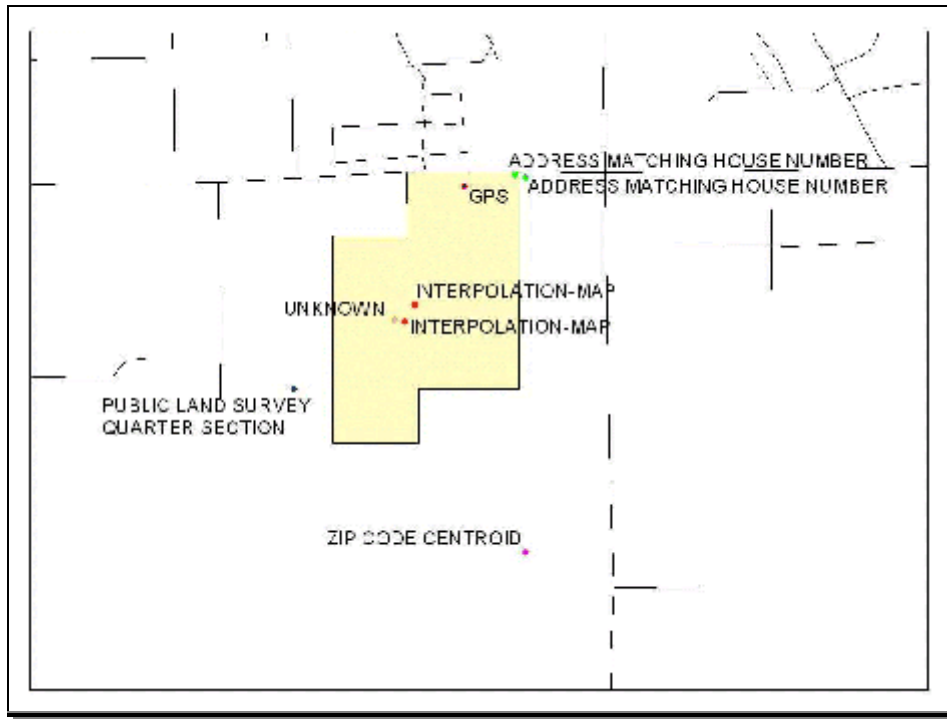 ADDRESS MATCHING HOUSE NUMBER
ADDRESS MATCHING HOUSE NUMBER
GPS
INTERPOLATION-MAP
UNKNOWN
INTERPOLATION-MAP
PUBLIC LAND SURVEY
QUARTER SECTION
ZIP CODE CENTROID